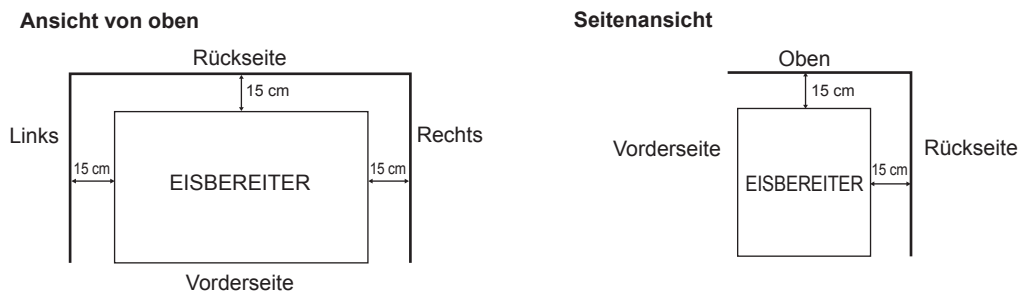 Ansicht von oben
Rückseite
15 cm
Links
Rechts
15 cm
EISBEREITER
15 cm
Vorderseite
Seitenansicht
Oben
15 cm
Vorderseite
Rückseite
EISBEREITER
15 cm